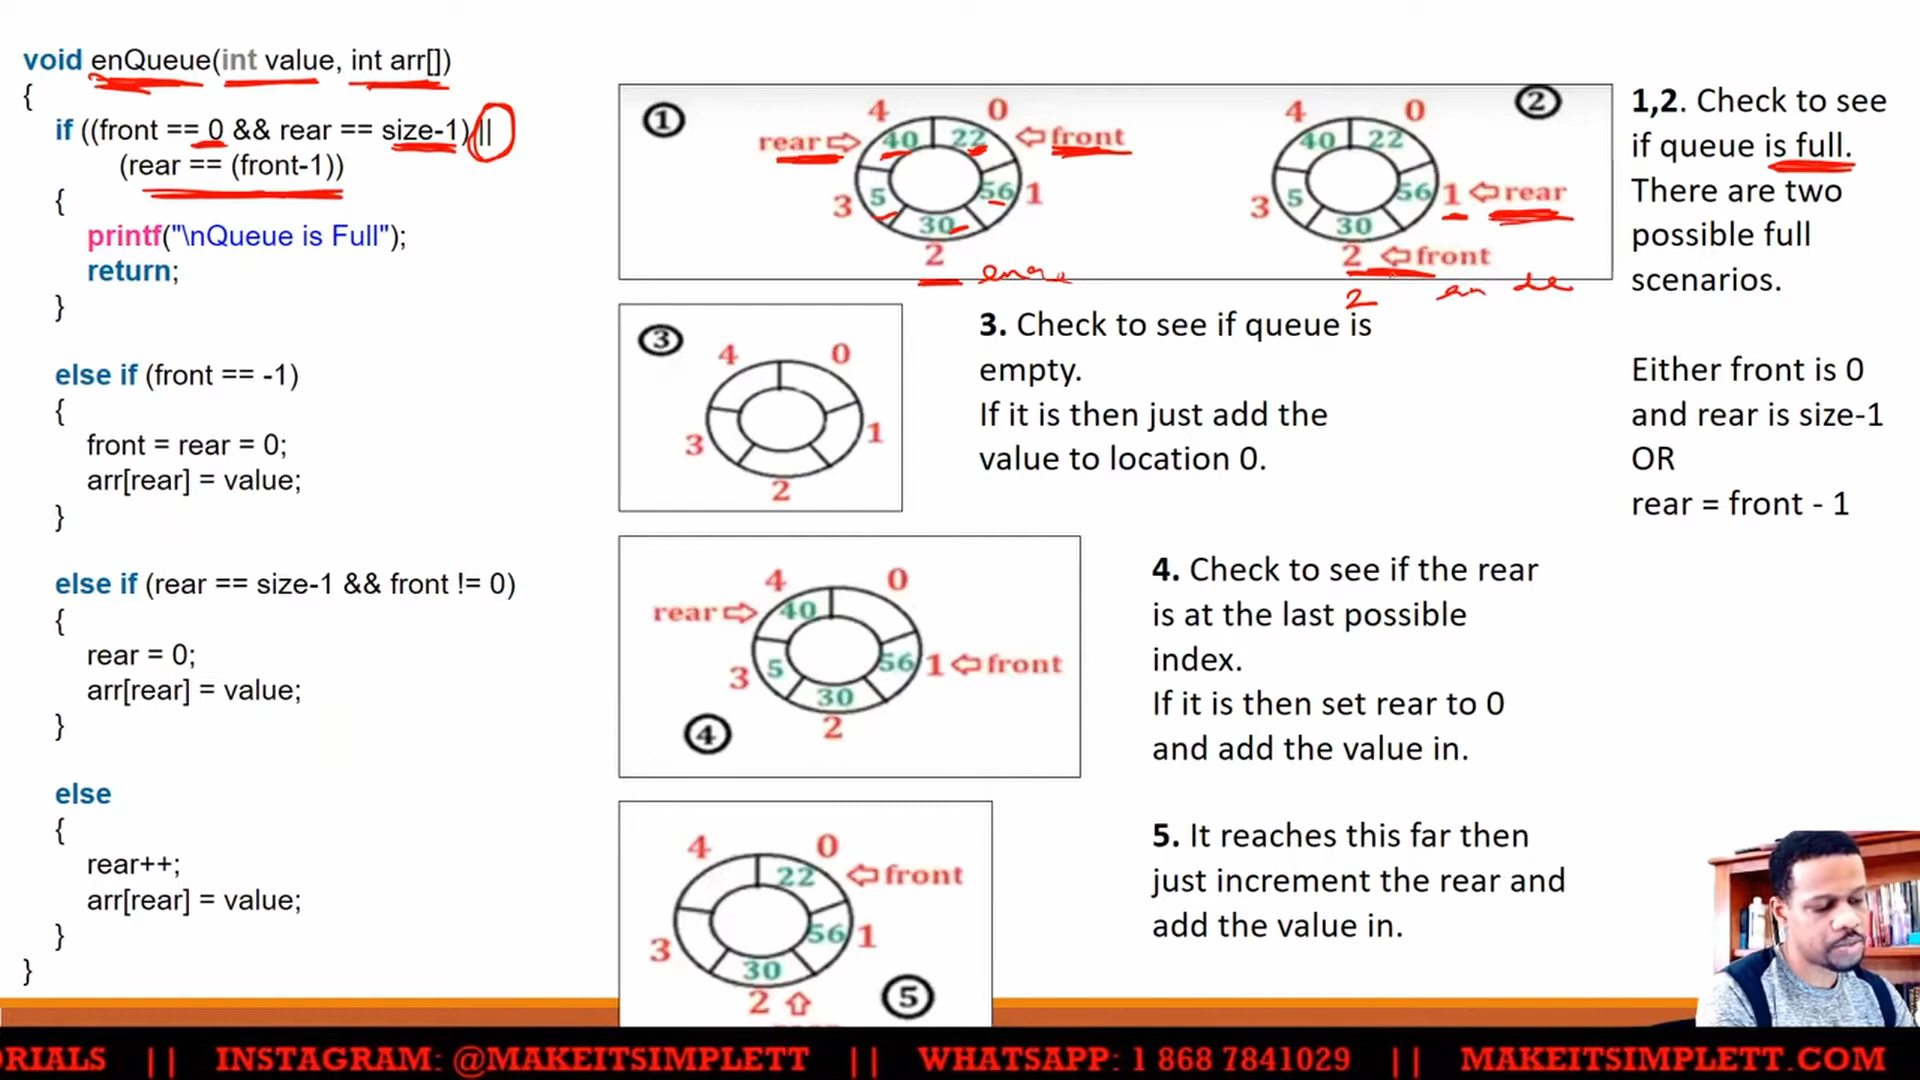 void enQueue(int value, int arr[])
{
if ((front == 0 && rear == size-1) ||
(rear == (front-1))
{
printf("\nQueue is Full");
return;
}
else if (front == -1)
{
front = rear = 0;
arr[rear] = value;
}
else if (rear == size-1 && front != 0)
{
rear = 0;
arr[rear] = value;
}
else
{
rear++;
arr[rear] = value;
}
}
1
4 0
rear 40 22 front
3 5 56 1
30
2
2
4 0
40 22
3 5 56 1 rear
30
2 front
2 en de
3
4 0
3 1
2
4 0
rear 40
3 5 56 1 front
30
4 2
4 0
22 front
3 56 1
30
2 5
1,2. Check to see
if queue is full.
There are two
possible full
scenarios.
Either front is 0
and rear is size-1
OR
rear = front - 1
3. Check to see if queue is
empty.
If it is then just add the
value to location 0.
4. Check to see if the rear
is at the last possible
index.
If it is then set rear to 0
and add the value in.
5. It reaches this far then
just increment the rear and
add the value in.
ORIALS || INSTAGRAM: @MAKEITSIMPLETT || WHATSAPP: 1 868 7841029 || MAKEITSIMPLETT.COM